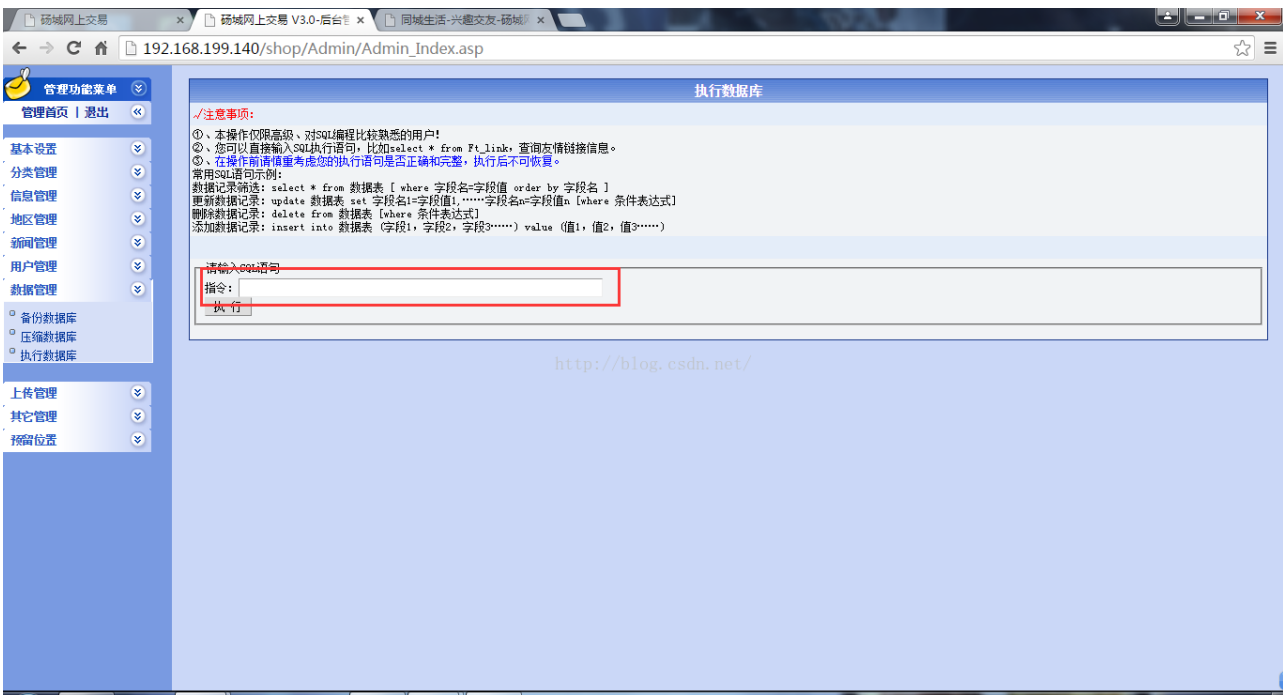 砀城网上交易
砀城网上交易 V3.0-后台
同城生活-兴趣交友-砀城
192.168.199.140/shop/Admin/Admin_Index.asp
管理功能菜单
管理首页 | 退出
基本设置
分类管理
信息管理
地区管理
新闻管理
用户管理
数据管理
备份数据库
压缩数据库
执行数据库
上传管理
其它管理
预留位置
执行数据库
√注意事项:
①、本操作仅限高级、对SQL编程比较熟悉的用户!
②、您可以直接输入SQL执行语句,比如select * from Ft_link,查询友情链接信息。
③、在操作前请慎重考虑您的执行语句是否正确和完整,执行后不可恢复。
常用SQL语句示例:
数据记录筛选: select * from 数据表 [ where 字段名=字段值 order by 字段名 ]
更新数据记录: update 数据表 set 字段名1=字段值1,……字段名n=字段值n [where 条件表达式]
删除数据记录: delete from 数据表 [where 条件表达式]
添加数据记录: insert into 数据表 (字段1, 字段2, 字段3……) value (值1, 值2, 值3……)
请输入SQL语句
指令:
执 行
http://blog.csdn.net/